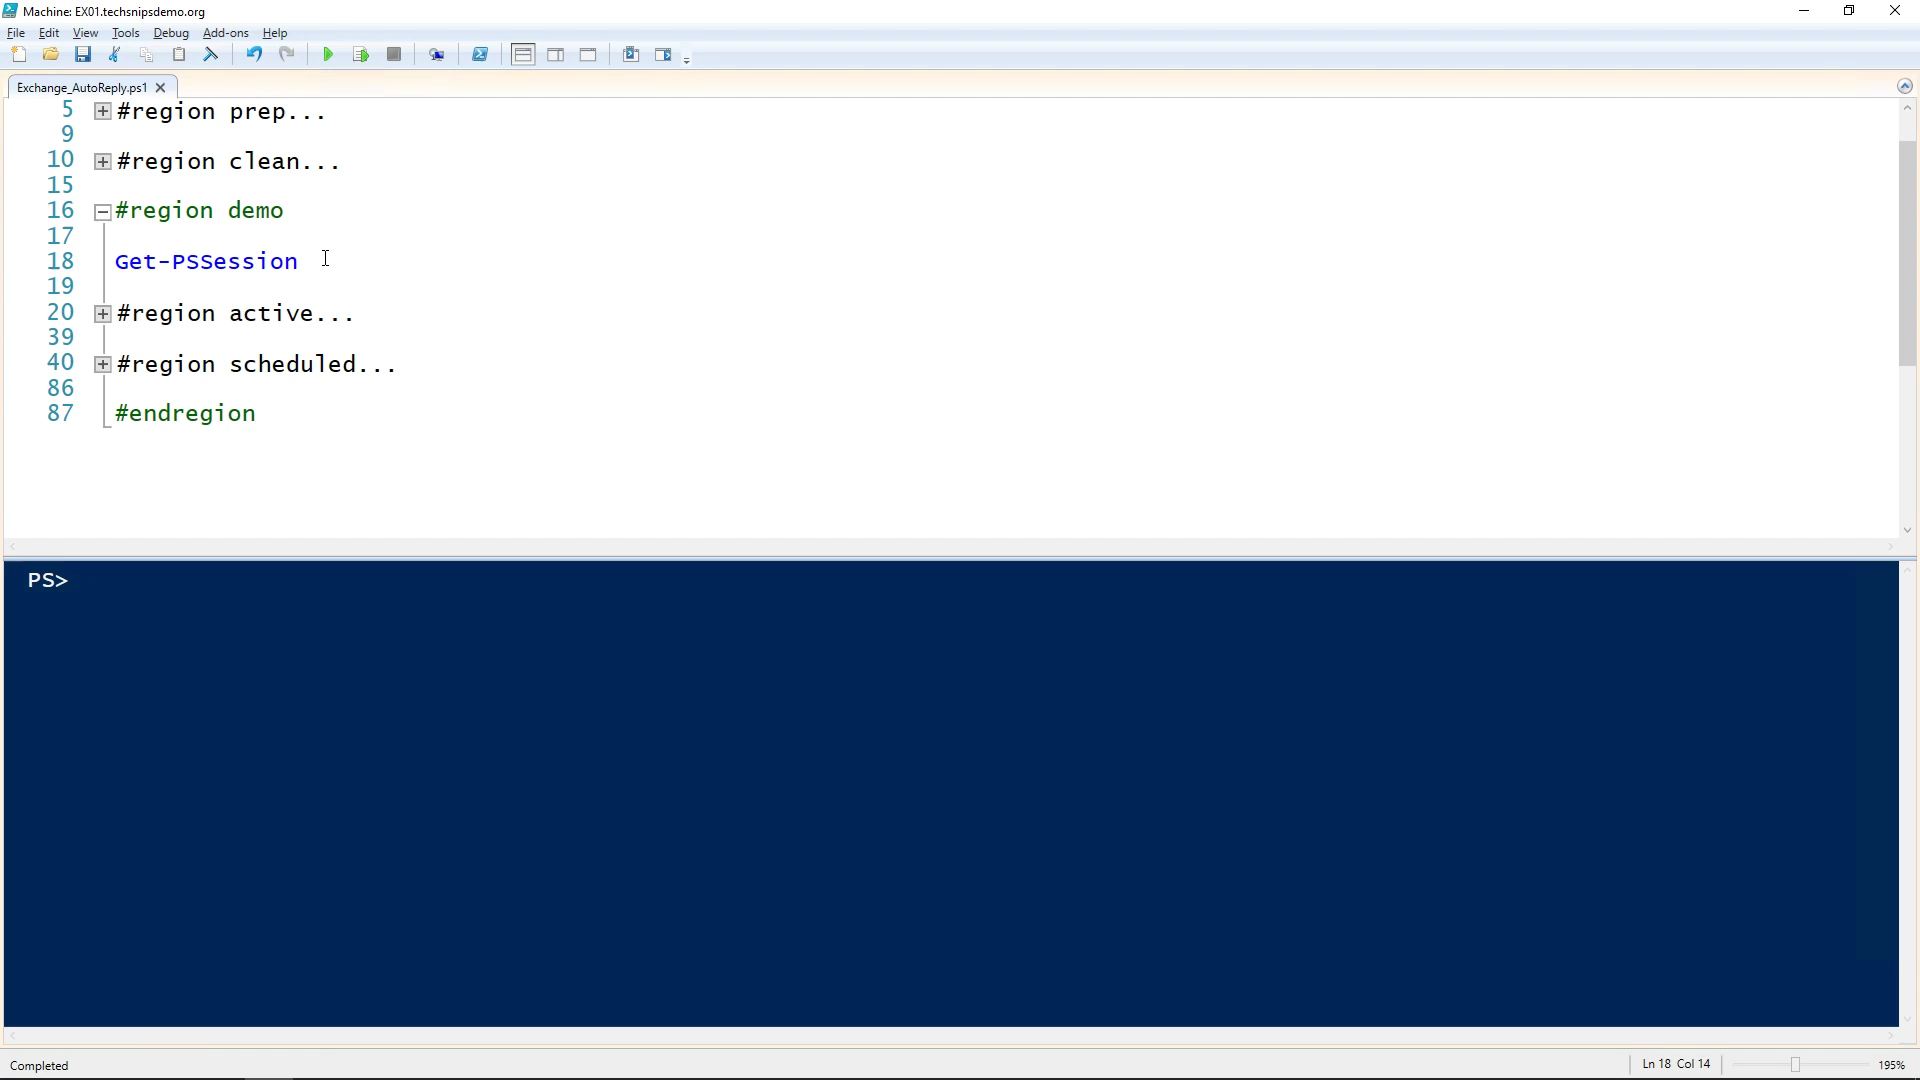 Machine: EX01.techsnipsdemo.org
File Edit View Tools Debug Add-ons Help
Exchange_AutoReply.ps1
5 #region prep...
9
10 #region clean...
15
16 #region demo
17
18 Get-PSSession
19
20 #region active...
39
40 #region scheduled...
86
87 #endregion
PS>
Completed Ln 18 Col 14 195%